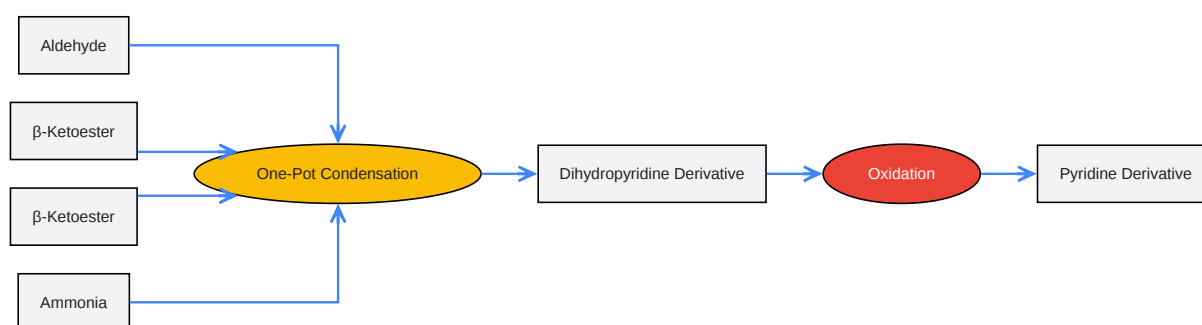 Aldehyde
β-Ketoester
β-Ketoester
Ammonia
One-Pot Condensation
Dihydropyridine Derivative
Oxidation
Pyridine Derivative